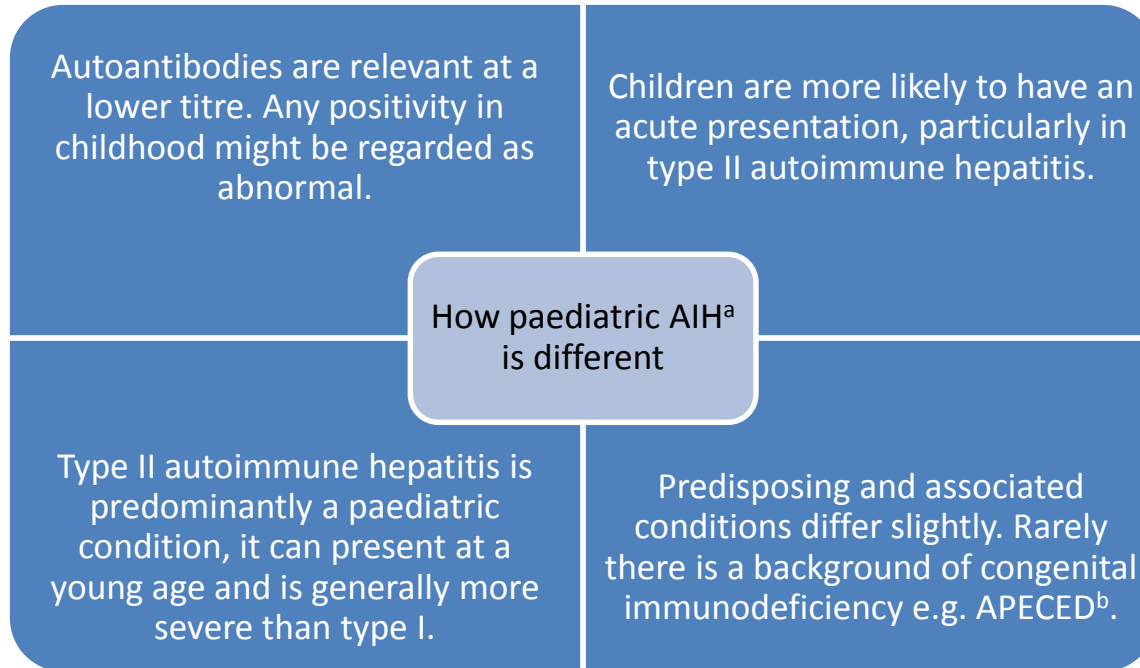 Autoantibodies are relevant at a
lower titre. Any positivity in
childhood might be regarded as
abnormal.
Children are more likely to have an
acute presentation, particularly in
type II autoimmune hepatitis.
How paediatric AIHᵃ
is different
Type II autoimmune hepatitis is
predominantly a paediatric
condition, it can present at a
young age and is generally more
severe than type I.
Predisposing and associated
conditions differ slightly. Rarely
there is a background of congenital
immunodeficiency e.g. APECEDᵇ.